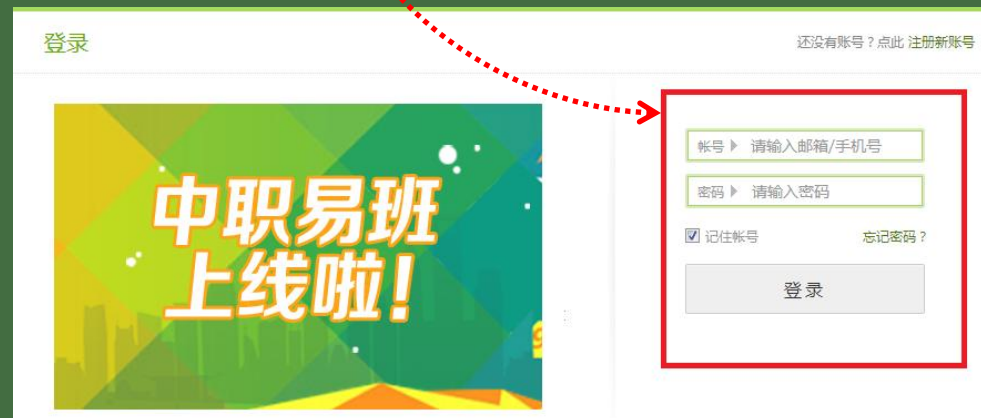 登录
还没有账号？点此 注册新账号
中职易班
上线啦！
帐号 请输入邮箱/手机号
密码 请输入密码
记住帐号 忘记密码？
登录